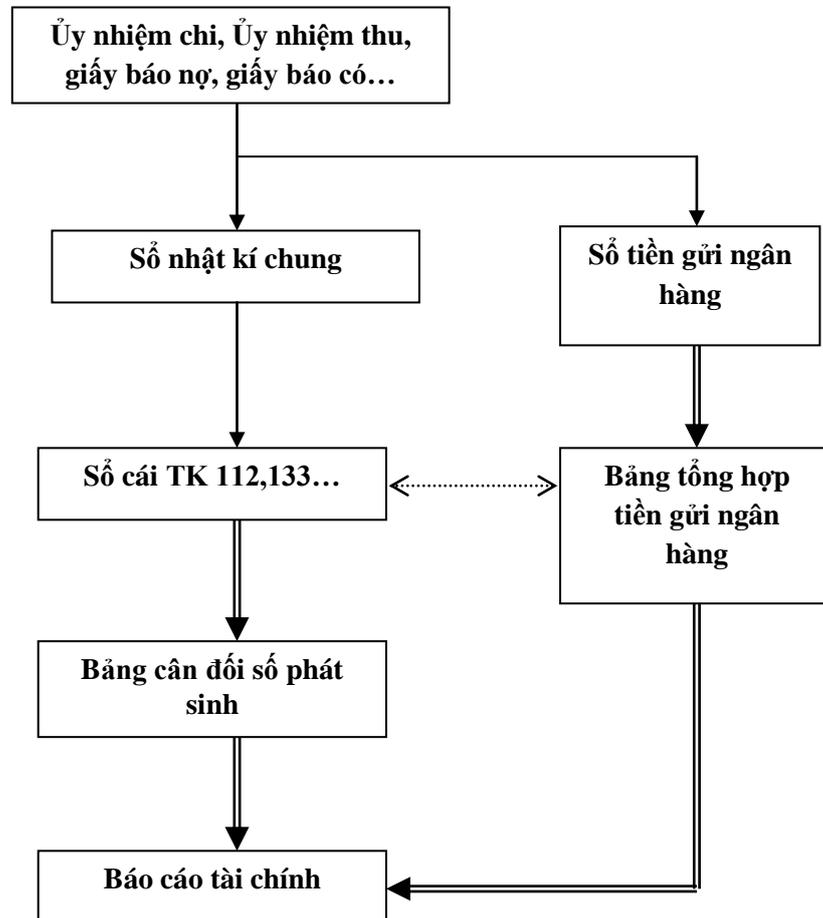 Ủy nhiệm chi, Ủy nhiệm thu,
giấy báo nợ, giấy báo có…
Sổ nhật kí chung
Sổ tiền gửi ngân
hàng
Sổ cái TK 112,133…
Bảng tổng hợp
tiền gửi ngân
hàng
Bảng cân đối số phát
sinh
Báo cáo tài chính